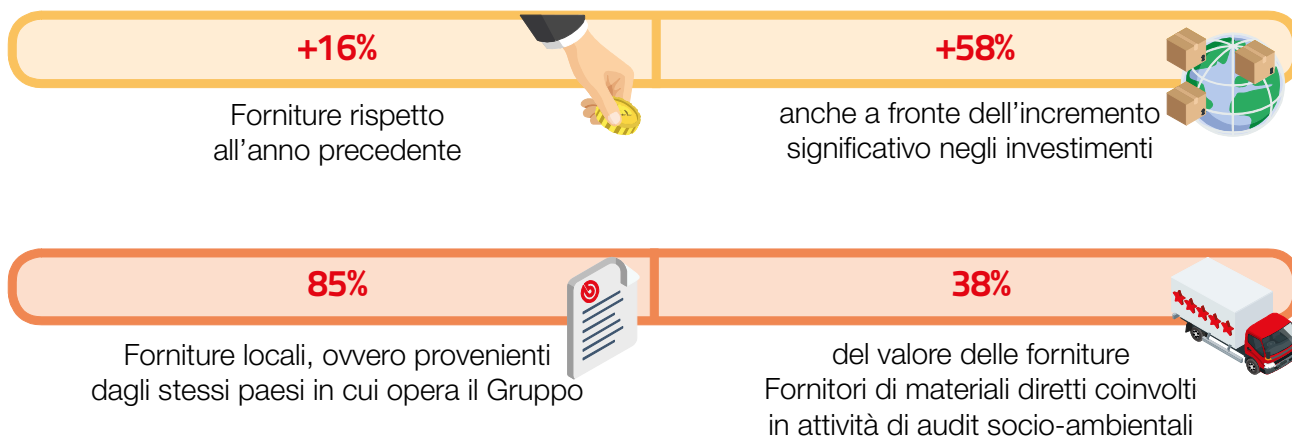 +16%
Forniture rispetto
all'anno precedente
+58%
anche a fronte dell'incremento
significativo negli investimenti
85%
Forniture locali, ovvero provenienti
dagli stessi paesi in cui opera il Gruppo
38%
del valore delle forniture
Fornitori di materiali diretti coinvolti
in attività di audit socio-ambientali